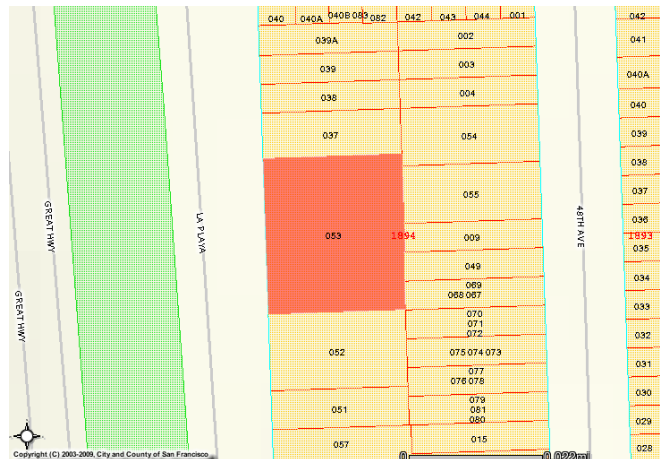 040 040A 040B 083 082 042 043 044 001 042
039A 002 041
039 003 040A
038 004 040
037 054 039
038
055 037
GREAT HWY LA PLAYA 053 1894 009 48TH AVE 036
1893
035
049 034
069
068 067
GREAT HWY 033
070
071
072 032
052 075 074 073 031
077
076 078 030
079
051 081 029
080
057 015 028
Copyright (C) 2003-2009, City and County of San Francisco 0 0.022mi